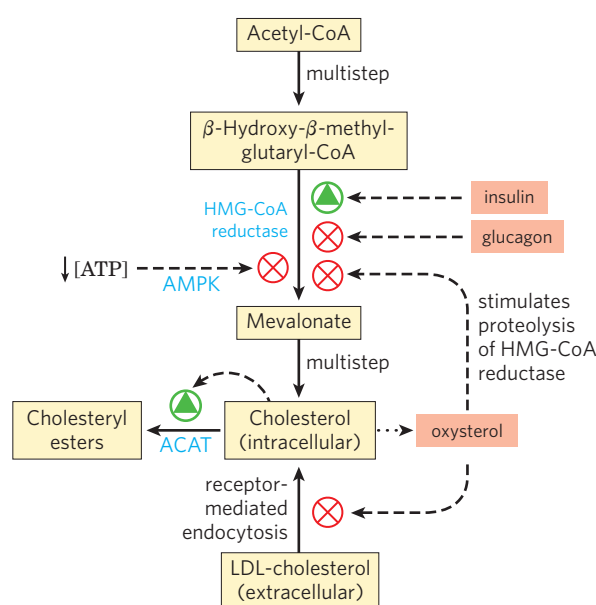 Acetyl-CoA
multistep
β-Hydroxy-β-methyl-
glutaryl-CoA
HMG-CoA
reductase
insulin
glucagon
↓[ATP]
AMPK
stimulates
proteolysis
of HMG-CoA
reductase
Mevalonate
multistep
Cholesteryl
esters
ACAT
Cholesterol
(intracellular)
oxysterol
receptor-
mediated
endocytosis
LDL-cholesterol
(extracellular)